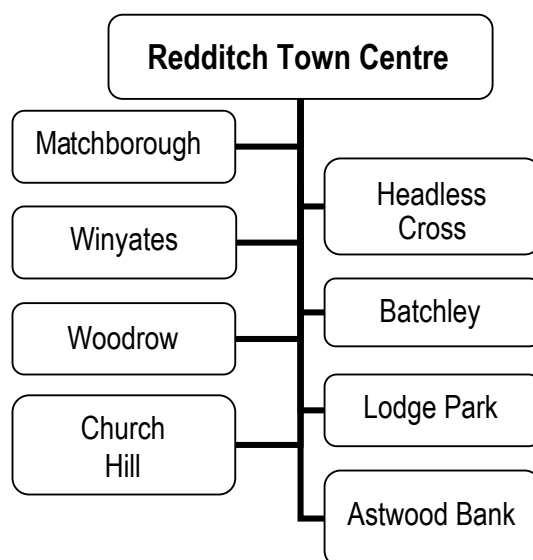 Redditch Town Centre
Matchborough
Winyates
Woodrow
Church
Hill
Headless
Cross
Batchley
Lodge Park
Astwood Bank